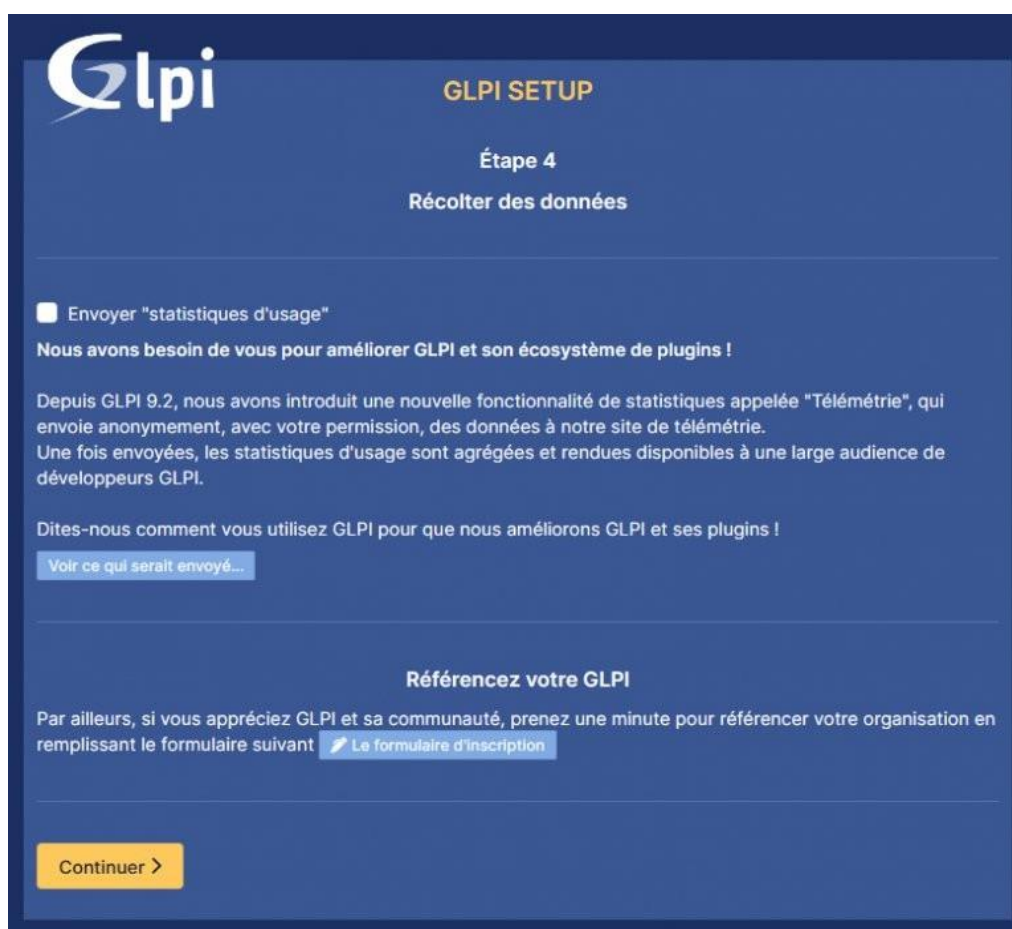 Glpi
GLPI SETUP
Étape 4
Récolter des données
Envoyer "statistiques d'usage"
Nous avons besoin de vous pour améliorer GLPI et son écosystème de plugins !
Depuis GLPI 9.2, nous avons introduit une nouvelle fonctionnalité de statistiques appelée "Télémétrie", qui
envoie anonymement, avec votre permission, des données à notre site de télémétrie.
Une fois envoyées, les statistiques d'usage sont agrégées et rendues disponibles à une large audience de
développeurs GLPI.
Dites-nous comment vous utilisez GLPI pour que nous améliorons GLPI et ses plugins !
Voir ce qui serait envoyé...
Référencez votre GLPI
Par ailleurs, si vous appréciez GLPI et sa communauté, prenez une minute pour référencer votre organisation en
remplissant le formulaire suivant Le formulaire d'inscription
Continuer >